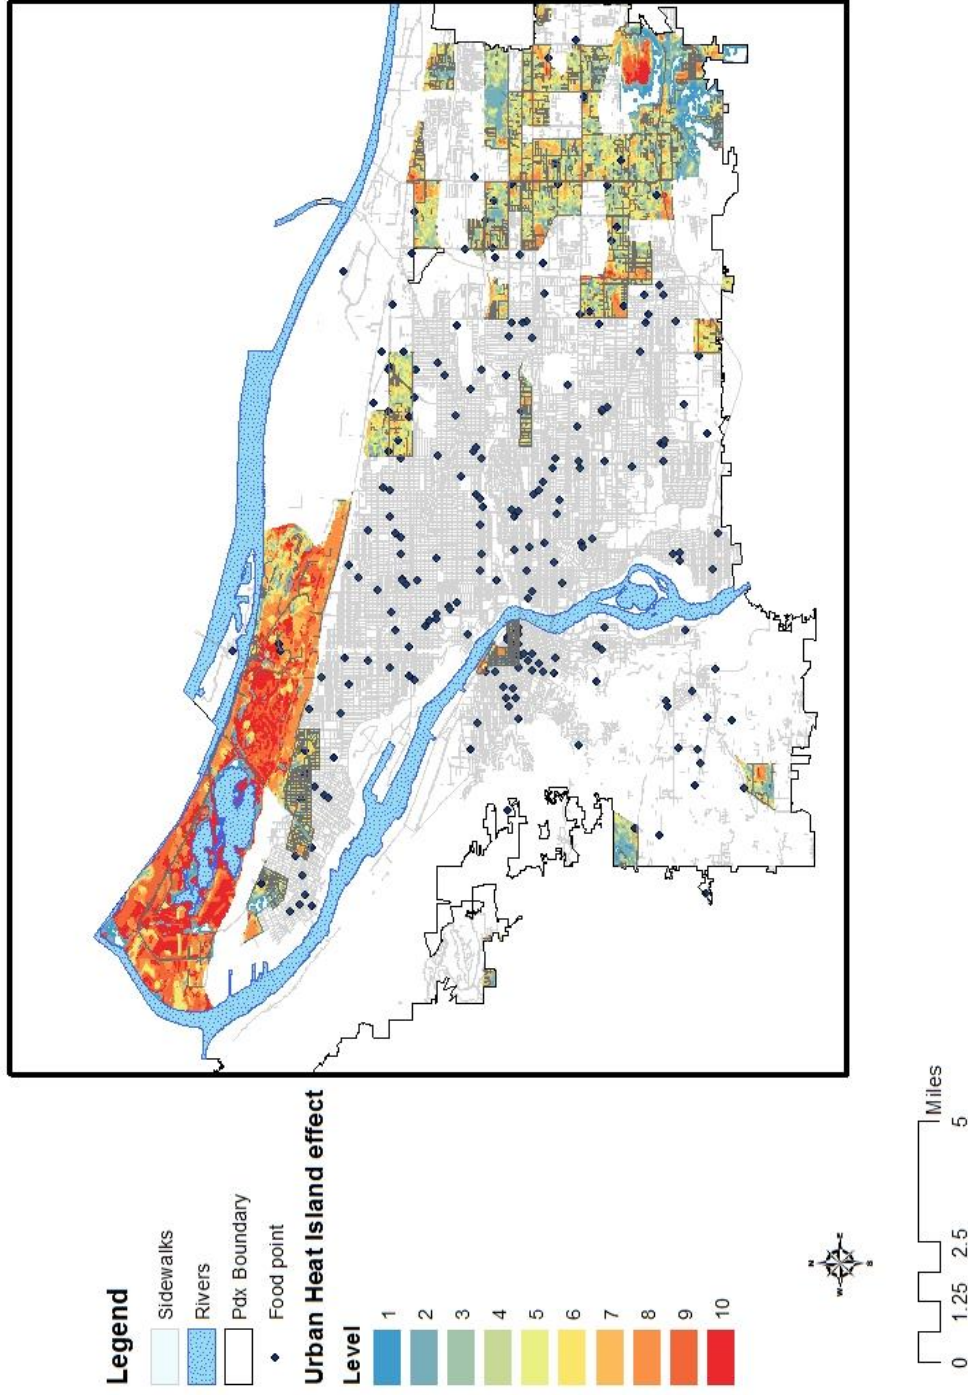 Legend
Sidewalks
Rivers
Pdx Boundary
Food point
Urban Heat Island effect
Level
1
2
3
4
5
6
7
8
9
10
N
W
E
S
0 1.25 2.5 5
Miles